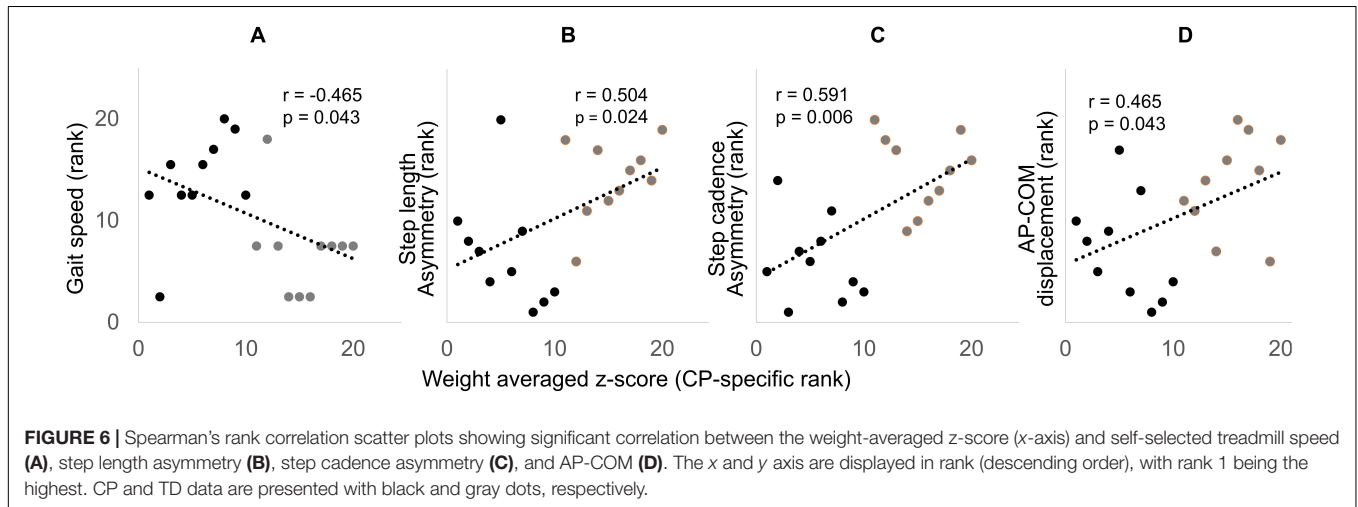 A
B
C
D
r = -0.465
p = 0.043
r = 0.504
p = 0.024
r = 0.591
p = 0.006
r = 0.465
p = 0.043
Gait speed (rank)
20
10
0
Step length
Asymmetry (rank)
Step cadence
Asymmetry (rank)
AP-COM
displacement (rank)
0 10 20
0 10 20
0 10 20
0 10 20
Weight averaged z-score (CP-specific rank)
FIGURE 6 | Spearman's rank correlation scatter plots showing significant correlation between the weight-averaged z-score (x-axis) and self-selected treadmill speed
(A), step length asymmetry (B), step cadence asymmetry (C), and AP-COM (D). The x and y axis are displayed in rank (descending order), with rank 1 being the
highest. CP and TD data are presented with black and gray dots, respectively.